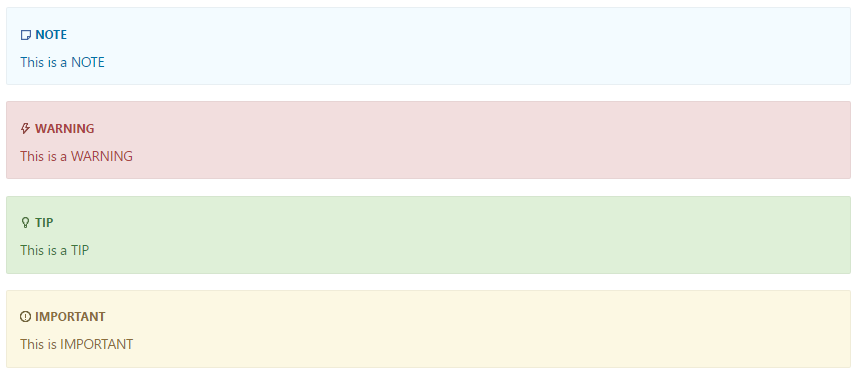 NOTE
This is a NOTE
WARNING
This is a WARNING
TIP
This is a TIP
IMPORTANT
This is IMPORTANT